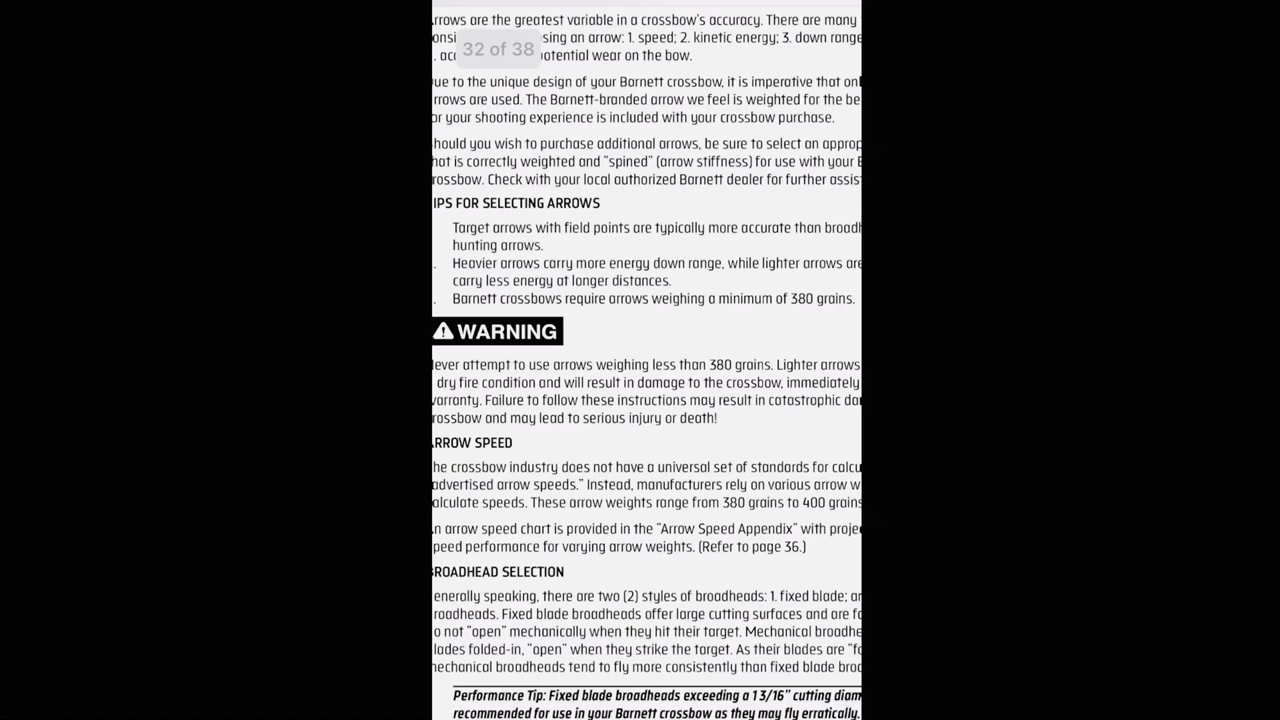 rrows are the greatest variable in a crossbow's accuracy. There are many
onsi sing an arrow: 1. speed; 2. kinetic energy; 3. down range
32 of 38
. acc otential wear on the bow.
ue to the unique design of your Barnett crossbow, it is imperative that onl
rrows are used. The Barnett-branded arrow we feel is weighted for the be
or your shooting experience is included with your crossbow purchase.
hould you wish to purchase additional arrows, be sure to select an approp
hat is correctly weighted and "spined" (arrow stiffness) for use with your B
rossbow. Check with your local authorized Barnett dealer for further assis
IPS FOR SELECTING ARROWS
Target arrows with field points are typically more accurate than broadh
hunting arrows.
. Heavier arrows carry more energy down range, while lighter arrows are
carry less energy at longer distances.
. Barnett crossbows require arrows weighing a minimum of 380 grains.
WARNING
ever attempt to use arrows weighing less than 380 grains. Lighter arrows
dry fire condition and will result in damage to the crossbow, immediately
arranty. Failure to follow these instructions may result in catastrophic da
rossbow and may lead to serious injury or death!
RROW SPEED
he crossbow industry does not have a universal set of standards for calcu
advertised arrow speeds." Instead, manufacturers rely on various arrow w
alculate speeds. These arrow weights range from 380 grains to 400 grains
n arrow speed chart is provided in the "Arrow Speed Appendix" with proje
peed performance for varying arrow weights. (Refer to page 36.)
ROADHEAD SELECTION
enerally speaking, there are two (2) styles of broadheads: 1. fixed blade; an
roadheads. Fixed blade broadheads offer large cutting surfaces and are fo
o not "open" mechanically when they hit their target. Mechanical broadhe
lades folded-in, "open" when they strike the target. As their blades are "fo
echanical broadheads tend to fly more consistently than fixed blade broa
Performance Tip: Fixed blade broadheads exceeding a 1 3/16" cutting diam
recommended for use in your Barnett crossbow as they may fly erratically.